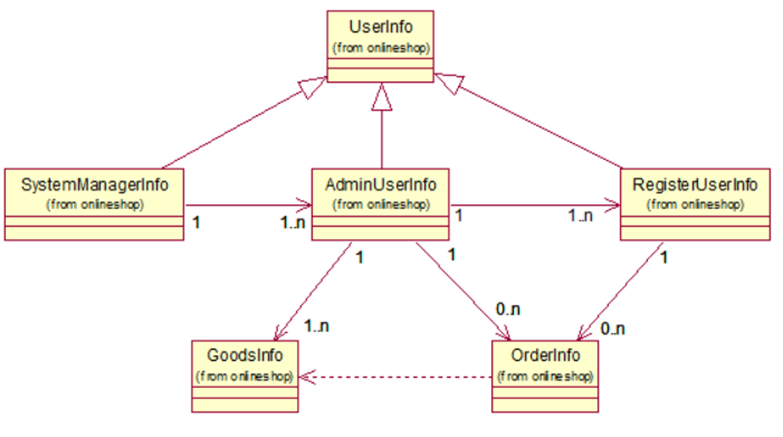 UserInfo
(from onlineshop)
SystemManagerInfo
(from onlineshop)
AdminUserInfo
(from onlineshop)
RegisterUserInfo
(from onlineshop)
1
1..n
1
1..n
1
1
1
1..n
0..n
0..n
GoodsInfo
(from onlineshop)
OrderInfo
(from onlineshop)